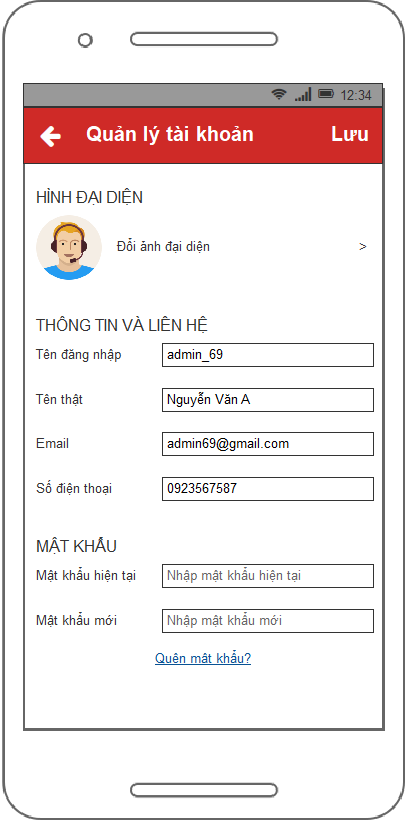 12:34
Quản lý tài khoản Lưu
HÌNH ĐẠI DIỆN
Đổi ảnh đại diện >
THÔNG TIN VÀ LIÊN HỆ
Tên đăng nhập admin_69
Tên thật Nguyễn Văn A
Email admin69@gmail.com
Số điện thoại 0923567587
MẬT KHẨU
Mật khẩu hiện tại Nhập mật khẩu hiện tại
Mật khẩu mới Nhập mật khẩu mới
Quên mật khẩu?